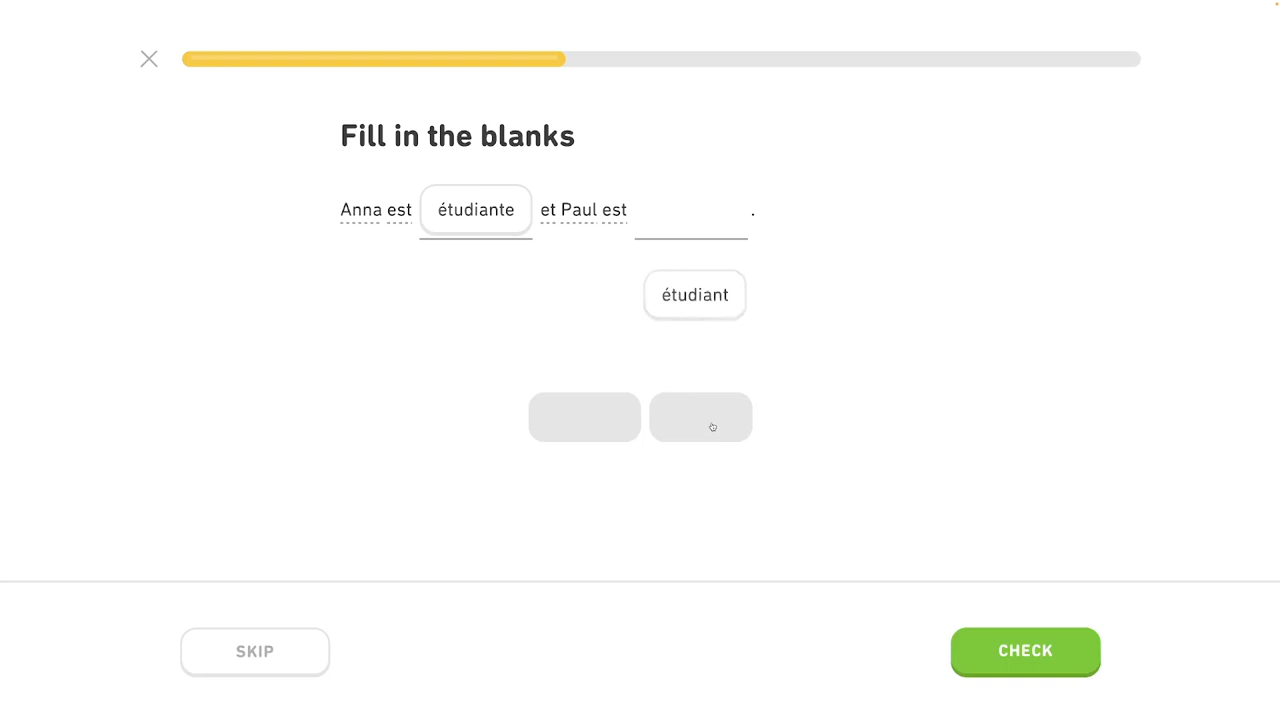 Fill in the blanks
Anna est étudiante et Paul est .
étudiant
SKIP
CHECK